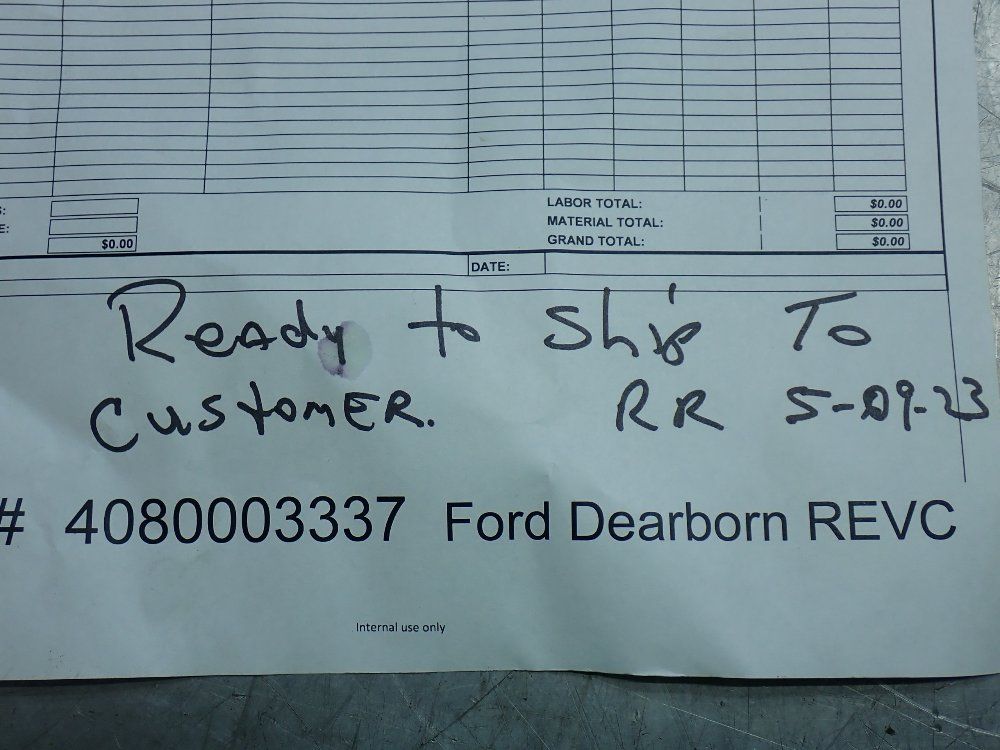 S:
E:
$0.00
LABOR TOTAL: $0.00
MATERIAL TOTAL: $0.00
GRAND TOTAL: $0.00
DATE:
Ready to Ship To
CustomER. RR 5-09-23
# 4080003337 Ford Dearborn REVC
Internal use only